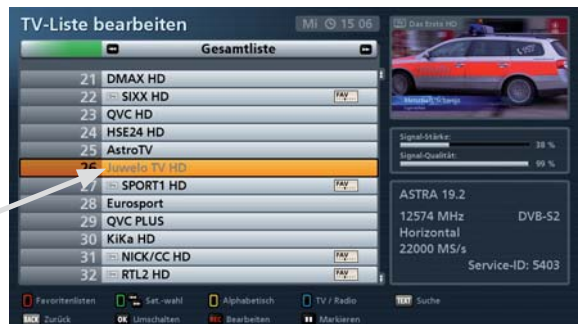 TV-Liste bearbeiten
Mi 15 06
Das Erste HD
Gesamtliste
21 DMAX HD
22 SIXX HD FAV
23 QVC HD
24 HSE24 HD
25 AstroTV
26 Juwelo TV HD
27 SPORT1 HD FAV
28 Eurosport
29 QVC PLUS
30 KiKa HD
31 NICK/CC HD FAV
32 RTL2 HD FAV
Signal-Stärke:
38 %
Signal-Qualität:
99 %
ASTRA 19.2
12574 MHz DVB-S2
Horizontal
22000 MS/s
Service-ID: 5403
Favoritenlisten Sat.-wahl Alphabetisch TV / Radio TEXT Suche
BACK Zurück OK Umschalten REC Bearbeiten Markieren